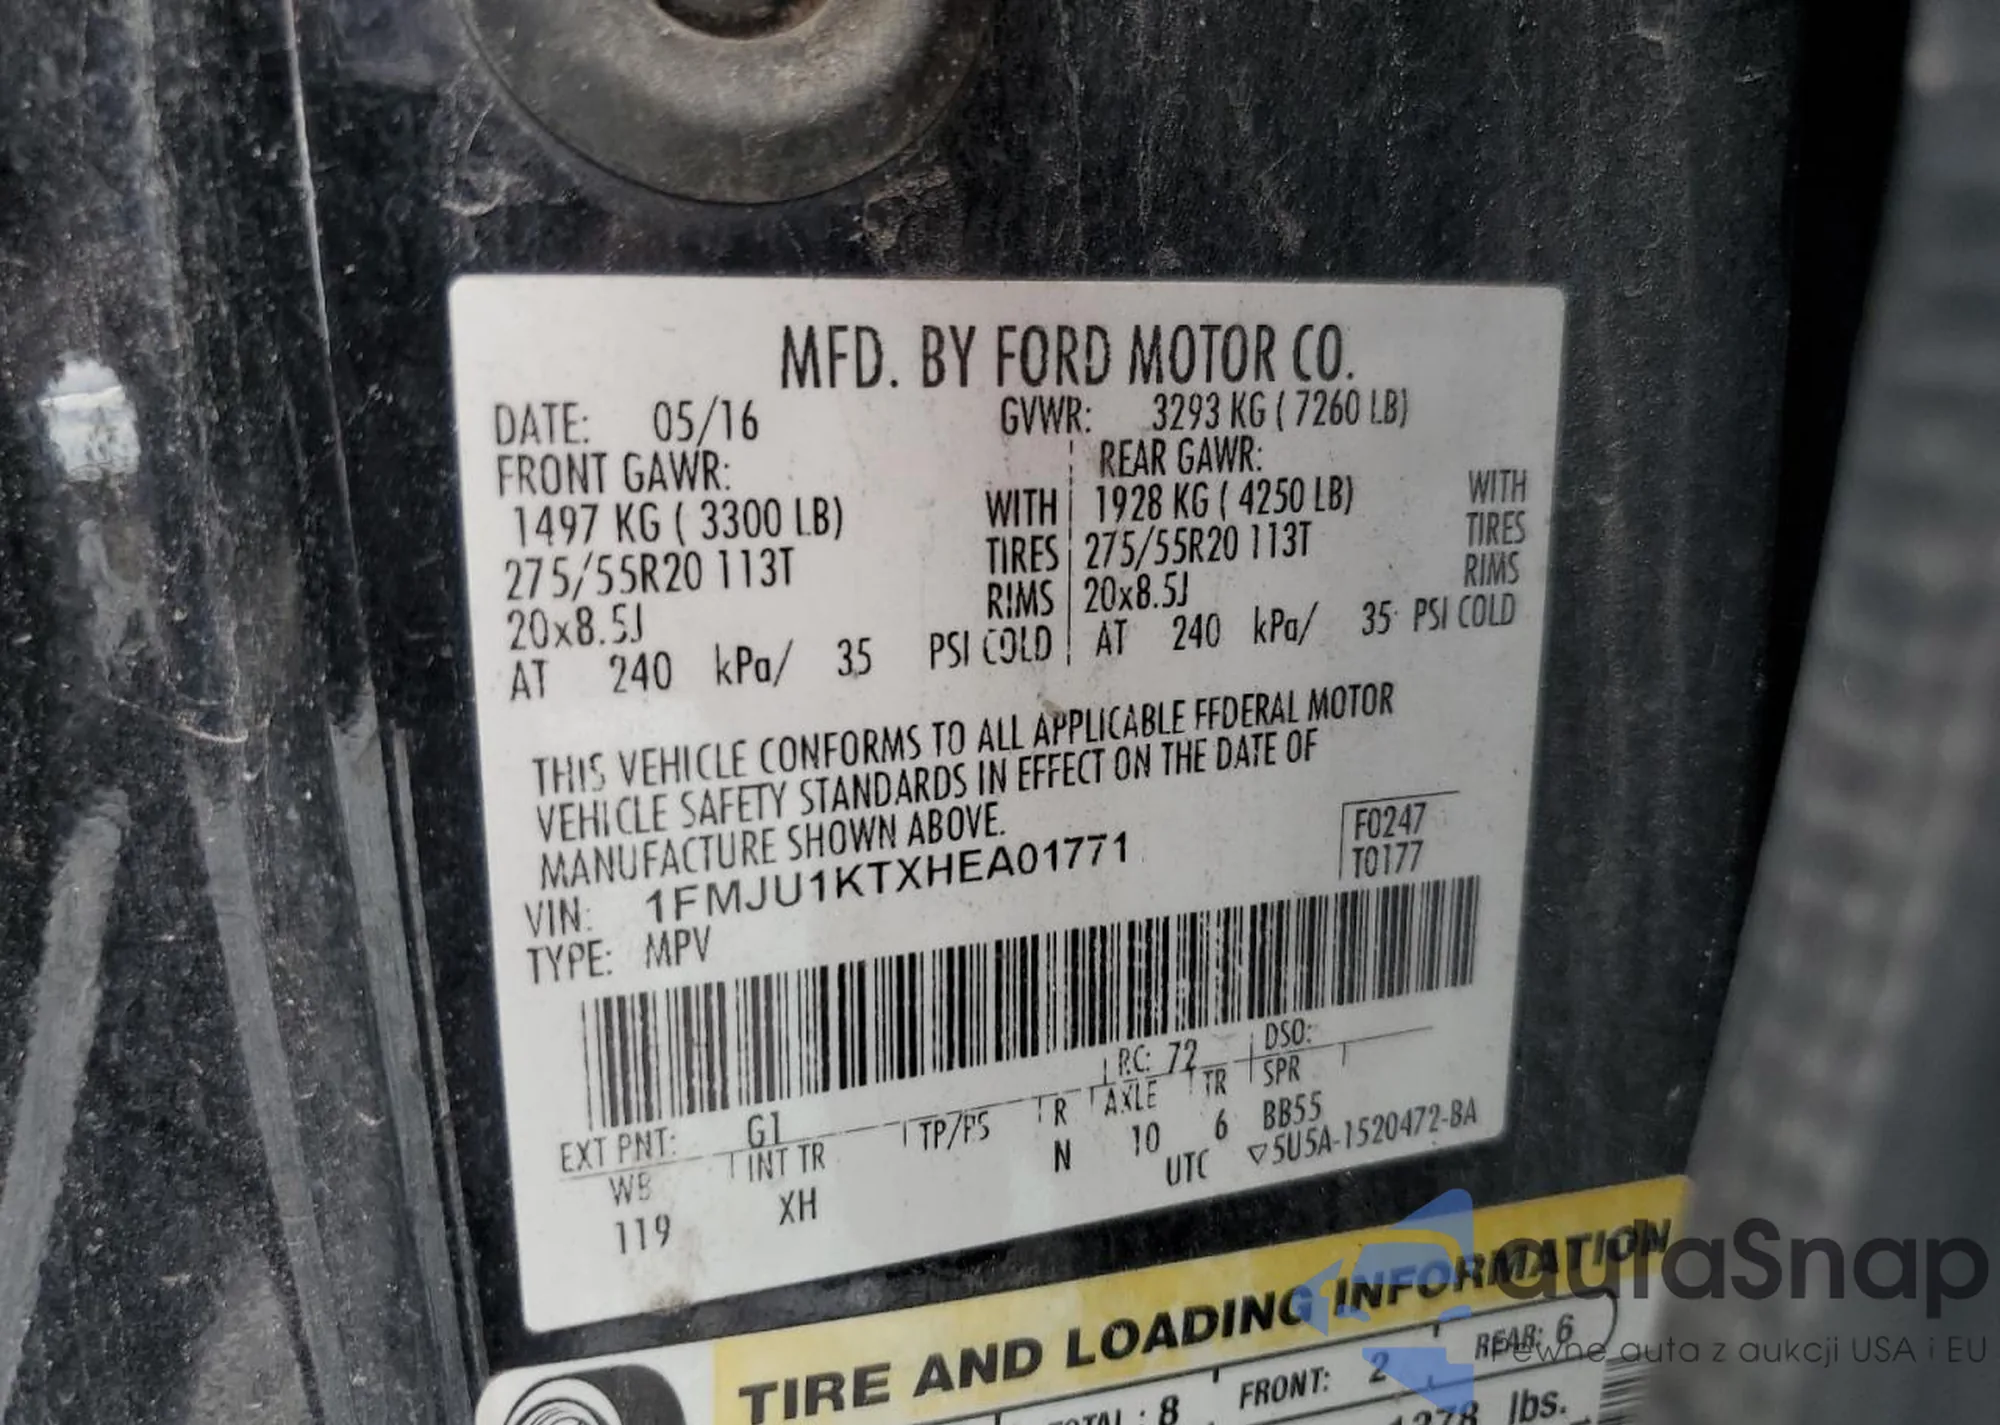 MFD. BY FORD MOTOR CO.
DATE: 05/16 GVWR: 3293 KG ( 7260 LB)
FRONT GAWR: REAR GAWR:
1497 KG ( 3300 LB) WITH 1928 KG ( 4250 LB) WITH
275/55R20 113T TIRES 275/55R20 113T TIRES
20x8.5J RIMS 20x8.5J RIMS
AT 240 kPa/ 35 PSI COLD AT 240 kPa/ 35 PSI COLD
THIS VEHICLE CONFORMS TO ALL APPLICABLE FEDERAL MOTOR
VEHICLE SAFETY STANDARDS IN EFFECT ON THE DATE OF
MANUFACTURE SHOWN ABOVE.
F0247
VIN: 1FMJU1KTXHEA01771
T0177
TYPE: MPV
EXT PNT: G1 RC: 72 DSO:
WB INT TR TP/PS R AXLE TR SPR
119 XH N 10 6 BB55
UTC ▽5U5A-1520472-BA
TIRE AND LOADING INFORMATION
TOTAL : 8 FRONT: 2 REAR: 6
lbs.
autaSnap
Pewne auta z aukcji USA i EU